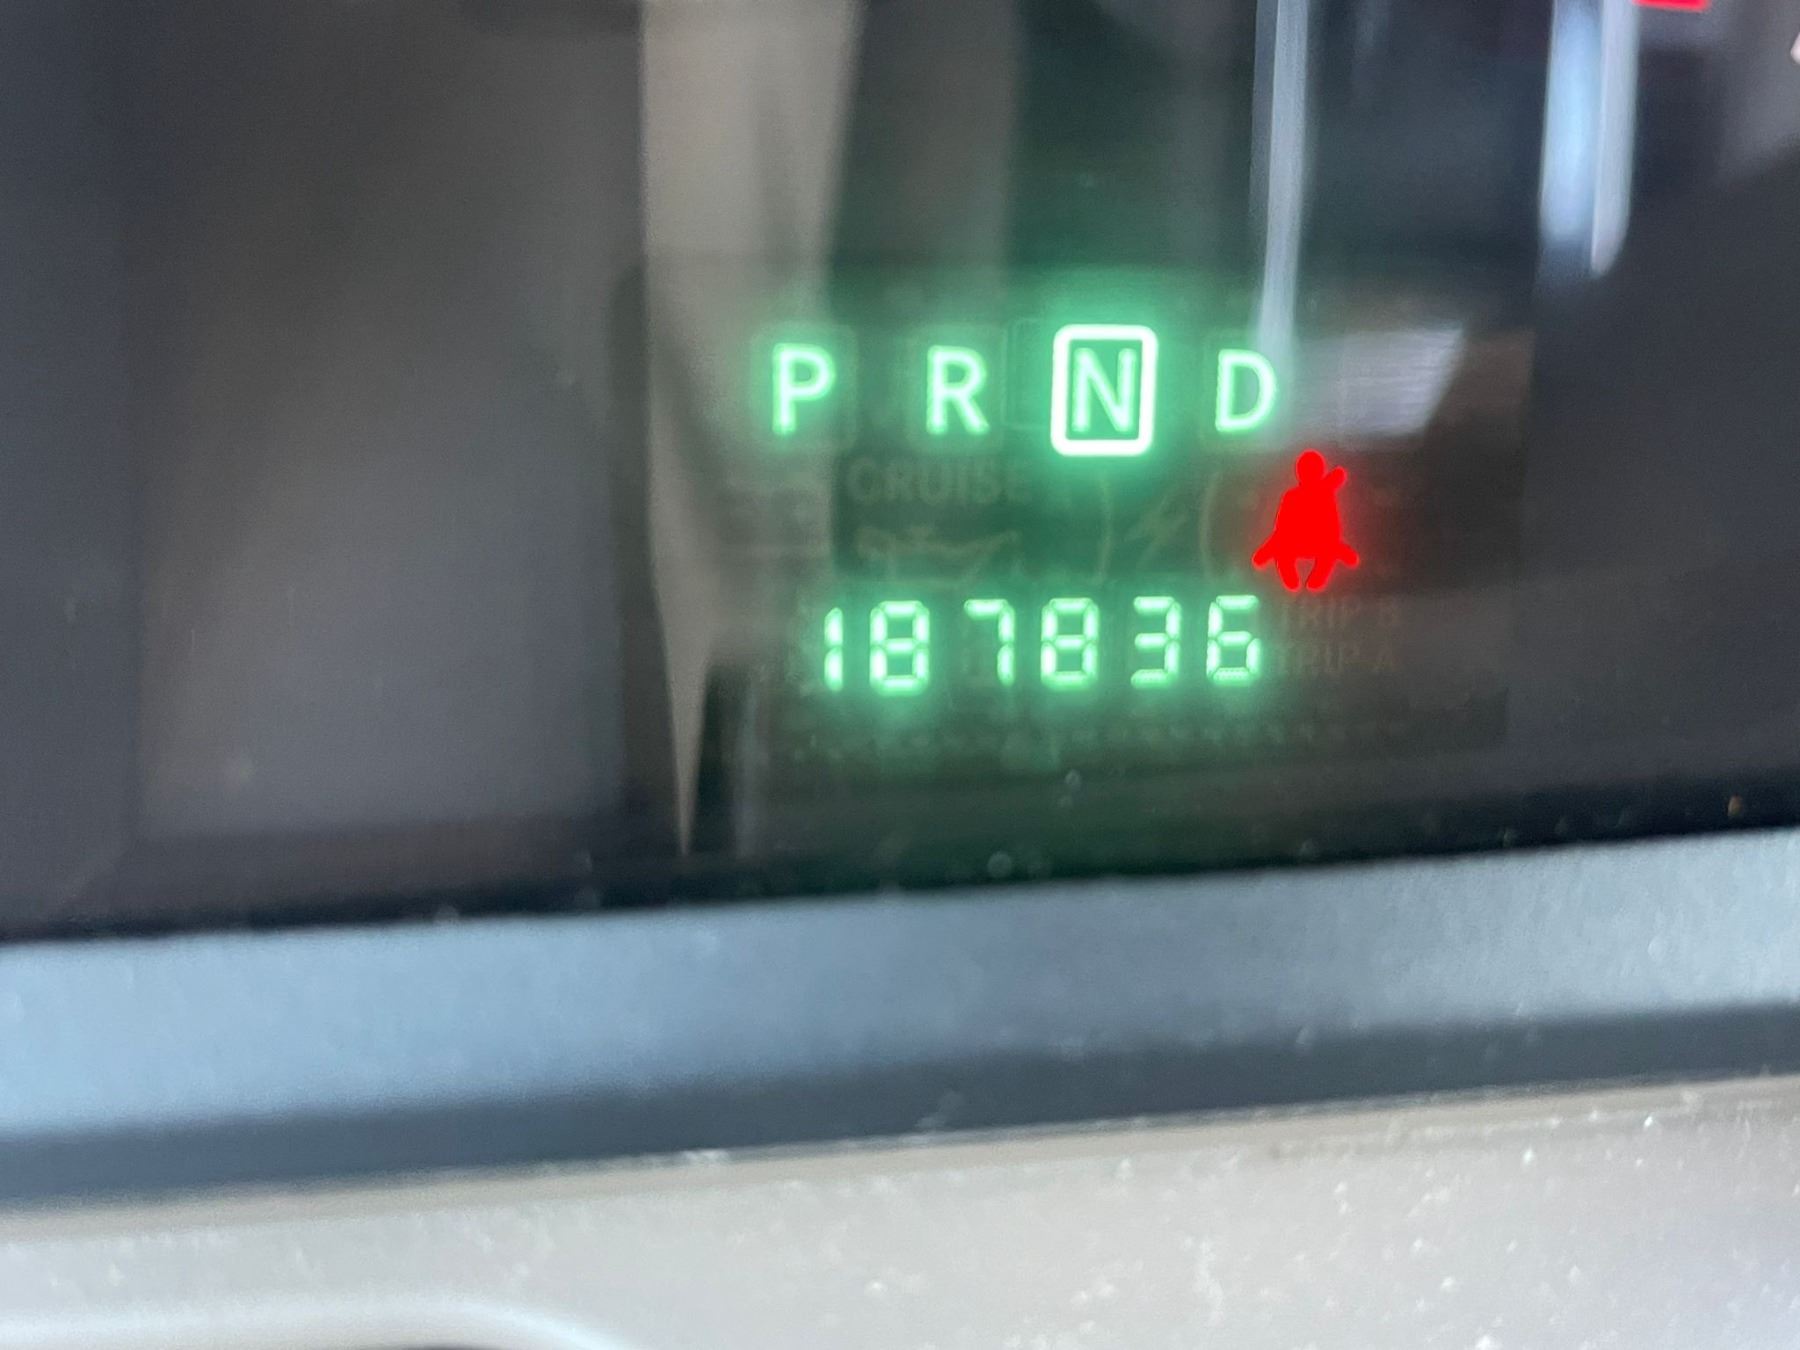 P R N D
CRUISE
187836
TRIP B
TRIP A